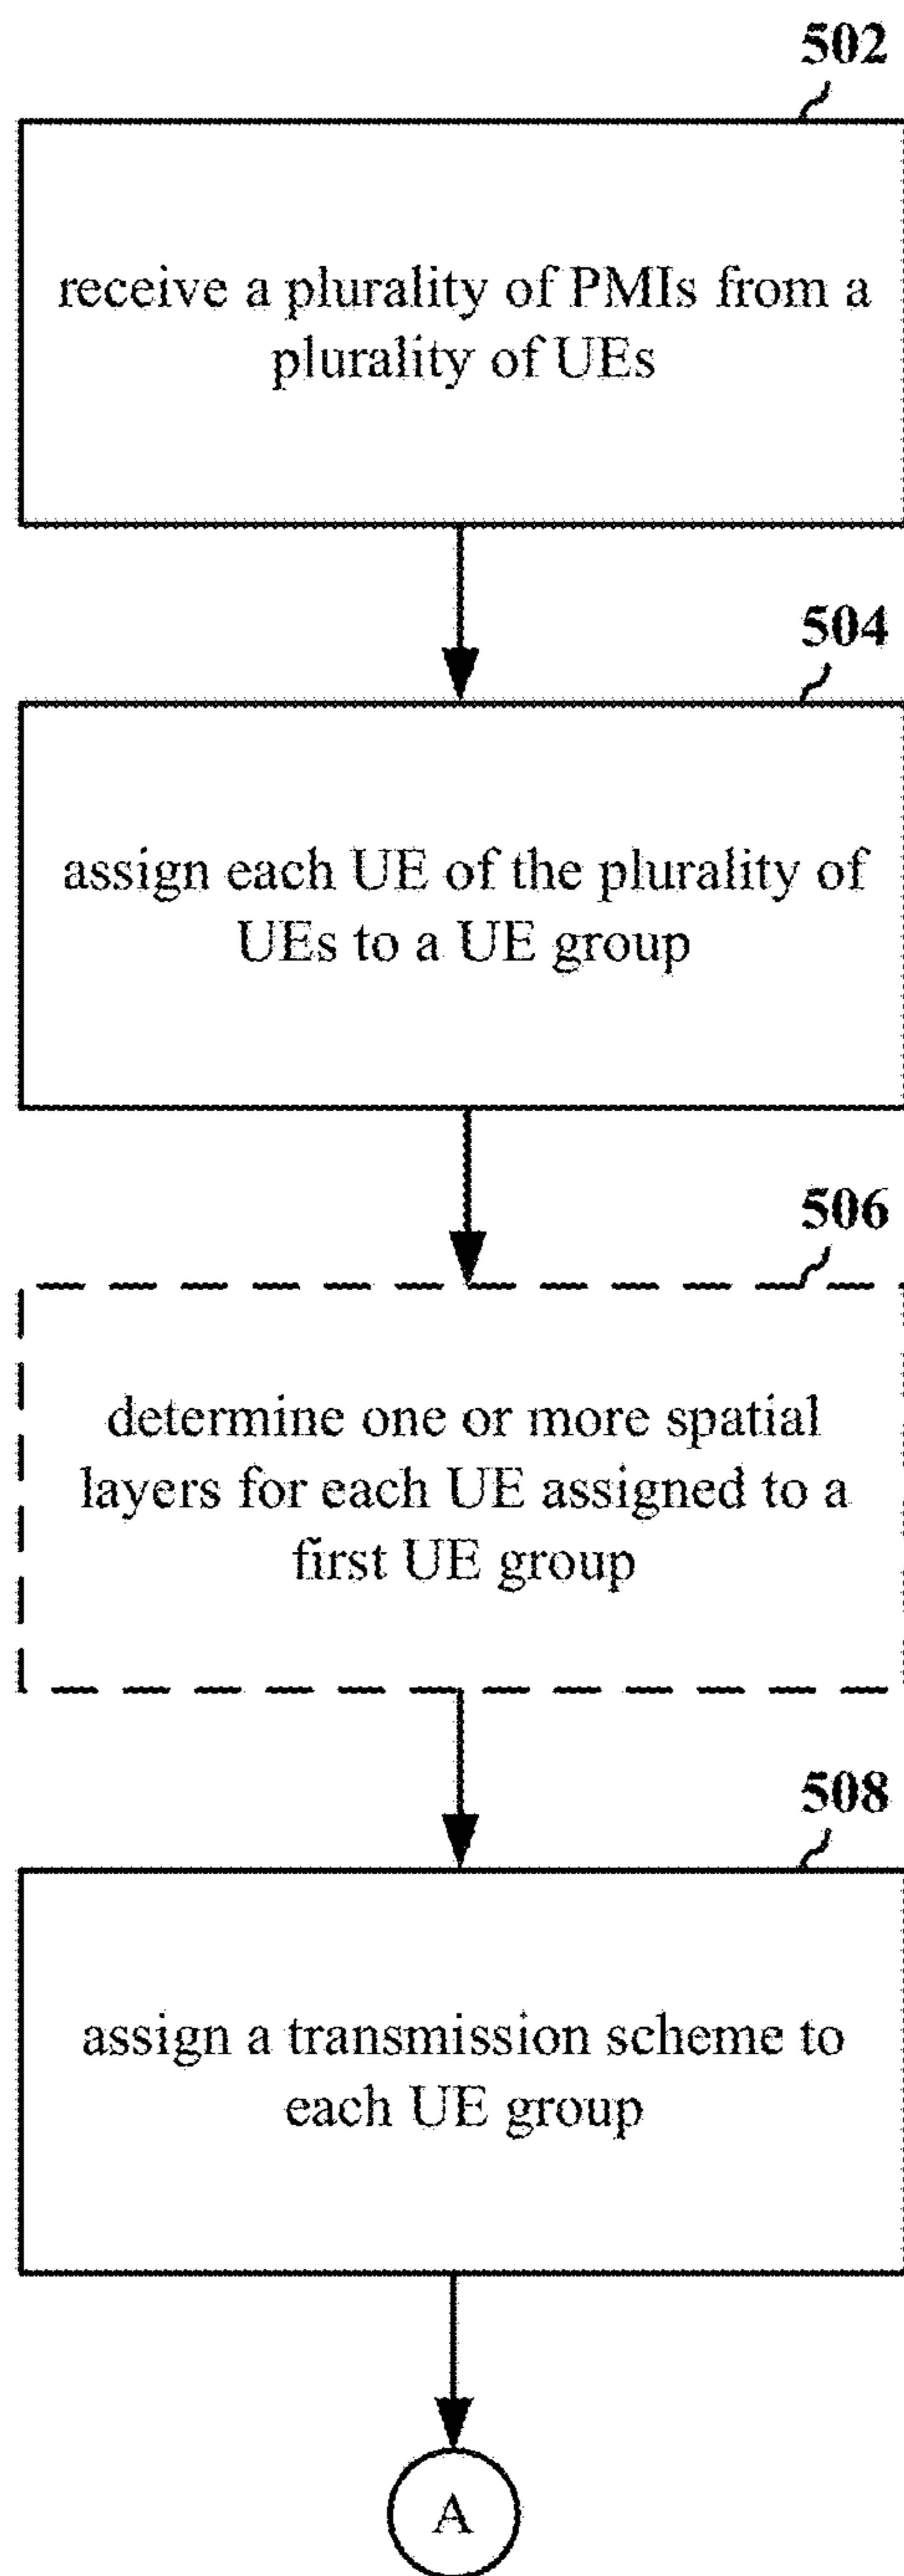 502
receive a plurality of PMIs from a
plurality of UEs
504
assign each UE of the plurality of
UEs to a UE group
506
determine one or more spatial
layers for each UE assigned to a
first UE group
508
assign a transmission scheme to
each UE group
A